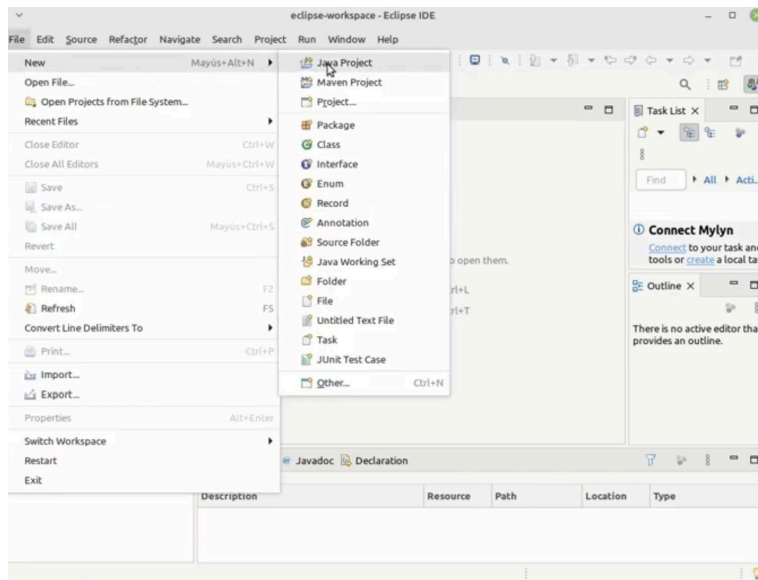 eclipse-workspace - Eclipse IDE
File Edit Source Refactor Navigate Search Project Run Window Help
New Mayús+Alt+N
Open File...
Open Projects from File System...
Recent Files
Close Editor Ctrl+W
Close All Editors Mayús+Ctrl+W
Save Ctrl+S
Save As...
Save All Mayús+Ctrl+S
Revert
Move...
Rename... F2
Refresh F5
Convert Line Delimiters To
Print... Ctrl+P
Import...
Export...
Properties Alt+Enter
Switch Workspace
Restart
Exit
Java Project
Maven Project
Project...
Package
Class
Interface
Enum
Record
Annotation
Source Folder
Java Working Set
Folder
File
Untitled Text File
Task
JUnit Test Case
Other... Ctrl+N
open them.
+L
+T
Task List
Find All Acti...
Connect Mylyn
Connect to your task
tools or create a local
Outline
There is no active editor
provides an outline.
Javadoc Declaration
Description Resource Path Location Type